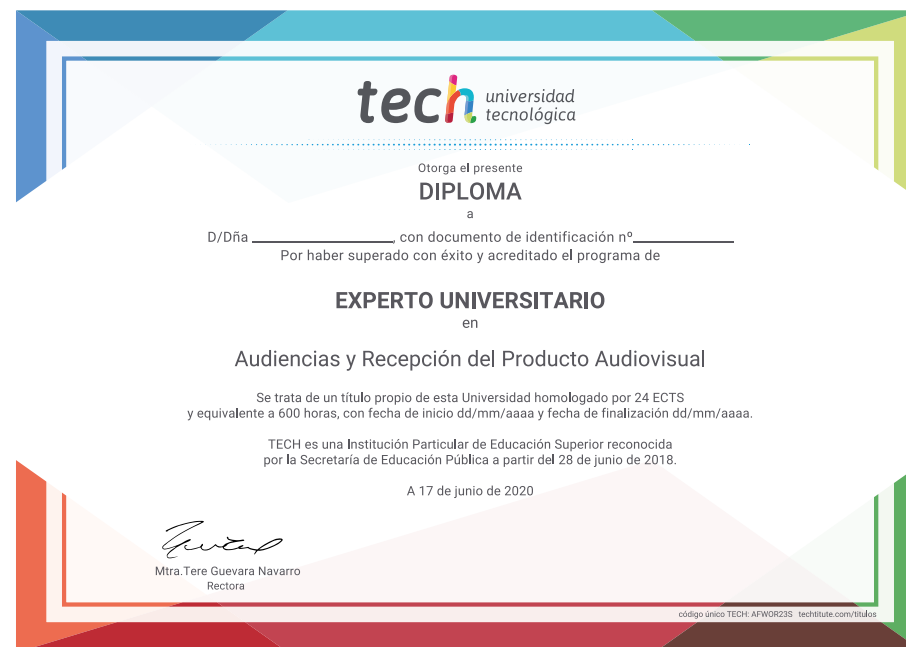 tech universidad
tecnológica
Otorga el presente
DIPLOMA
a
D/Dña ____________________, con documento de identificación nº______________
Por haber superado con éxito y acreditado el programa de
EXPERTO UNIVERSITARIO
en
Audiencias y Recepción del Producto Audiovisual
Se trata de un título propio de esta Universidad homologado por 24 ECTS
y equivalente a 600 horas, con fecha de inicio dd/mm/aaaa y fecha de finalización dd/mm/aaaa.
TECH es una Institución Particular de Educación Superior reconocida
por la Secretaría de Educación Pública a partir del 28 de junio de 2018.
A 17 de junio de 2020
Mtra.Tere Guevara Navarro
Rectora
código único TECH: AFWOR23S techtitute.com/titulos